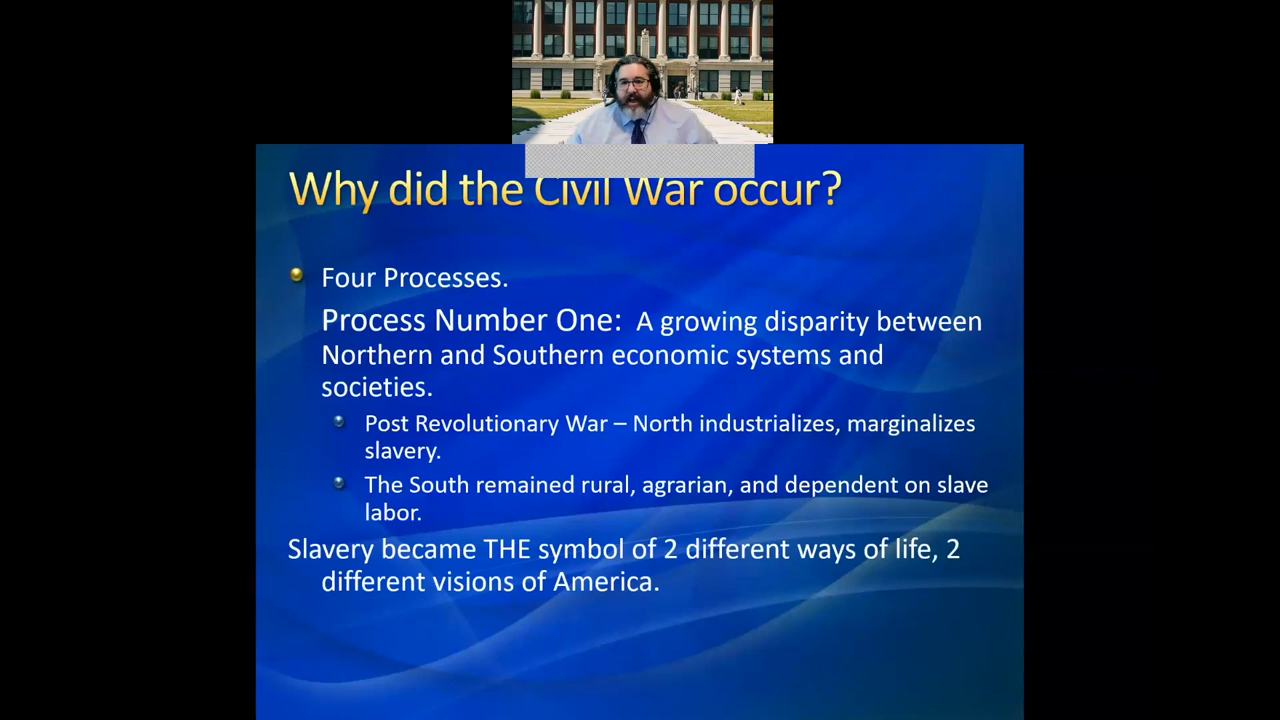 Why did the Civil War occur?
Four Processes.
Process Number One: A growing disparity between
Northern and Southern economic systems and
societies.
Post Revolutionary War – North industrializes, marginalizes
slavery.
The South remained rural, agrarian, and dependent on slave
labor.
Slavery became THE symbol of 2 different ways of life, 2
different visions of America.